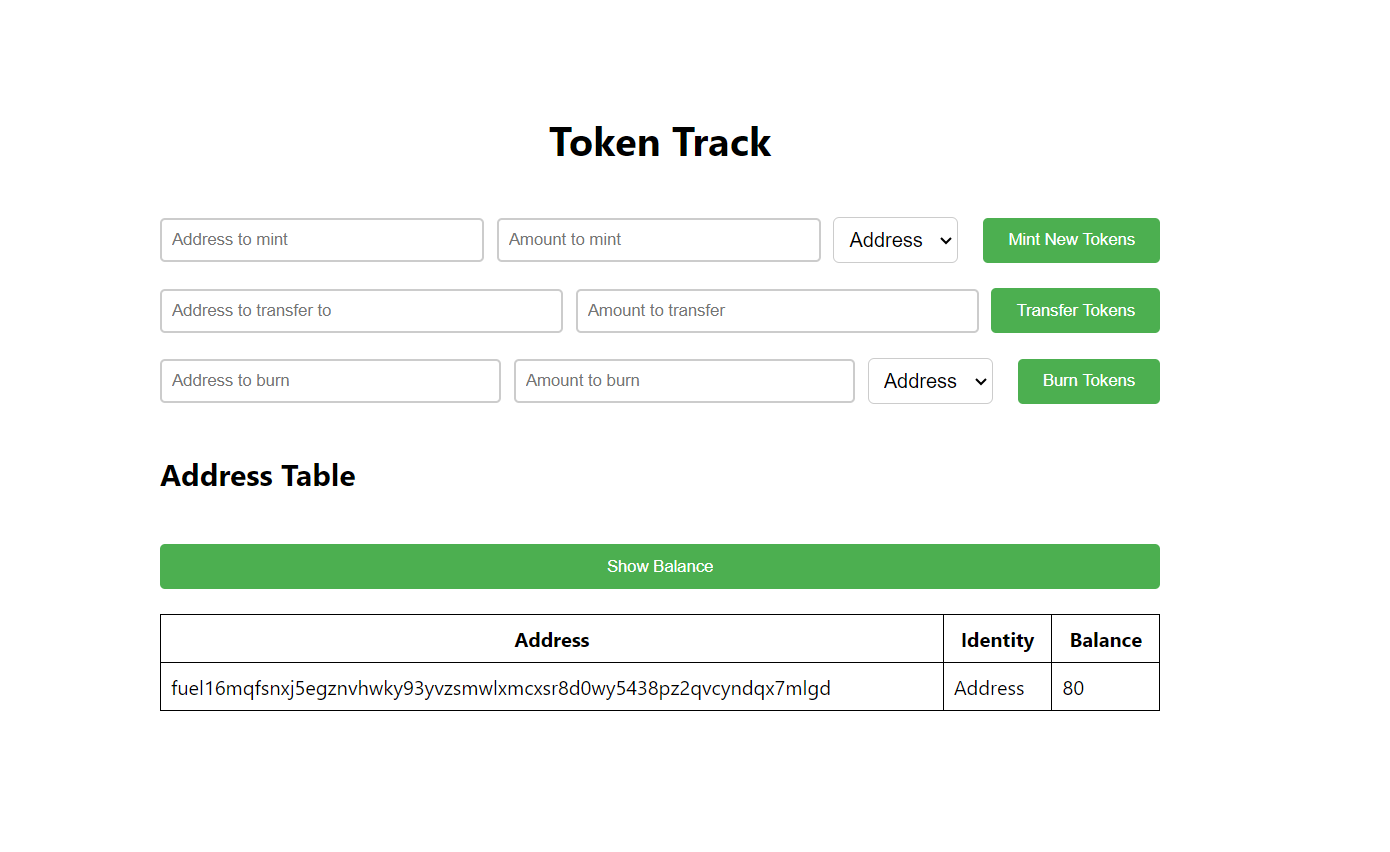 Token Track
Address to mint Amount to mint Address Mint New Tokens
Address to transfer to Amount to transfer Transfer Tokens
Address to burn Amount to burn Address Burn Tokens
Address Table
Show Balance
Address Identity Balance
fuel16mqfsnxj5egznvhwky93yvzsmwlxmcxsr8d0wy5438pz2qvcyndqx7mlgd Address 80